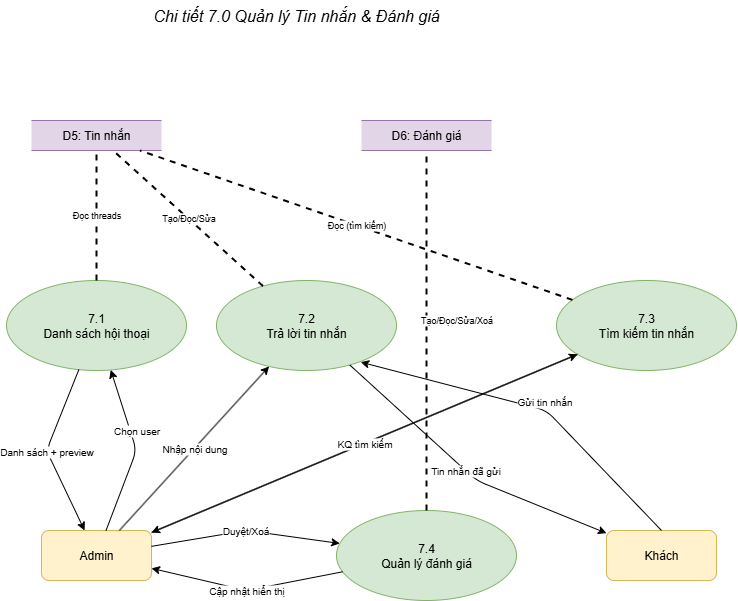 Chi tiết 7.0 Quản lý Tin nhắn & Đánh giá
D5: Tin nhắn
D6: Đánh giá
Đọc threads
Tạo/Đọc/Sửa
Đọc (tìm kiếm)
7.1
Danh sách hội thoại
7.2
Trả lời tin nhắn
Tạo/Đọc/Sửa/Xoá
7.3
Tìm kiếm tin nhắn
Gửi tin nhắn
Chọn user
KQ tìm kiếm
Danh sách + preview
Nhập nội dung
Tin nhắn đã gửi
Duyệt/Xoá
Admin
7.4
Quản lý đánh giá
Khách
Cập nhật hiển thị